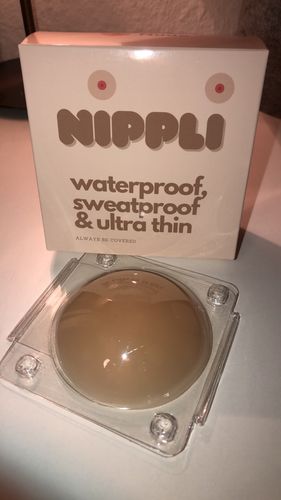 NIPPLI
waterproof,
sweatproof
& ultra thin
ALWAYS BE COVERED